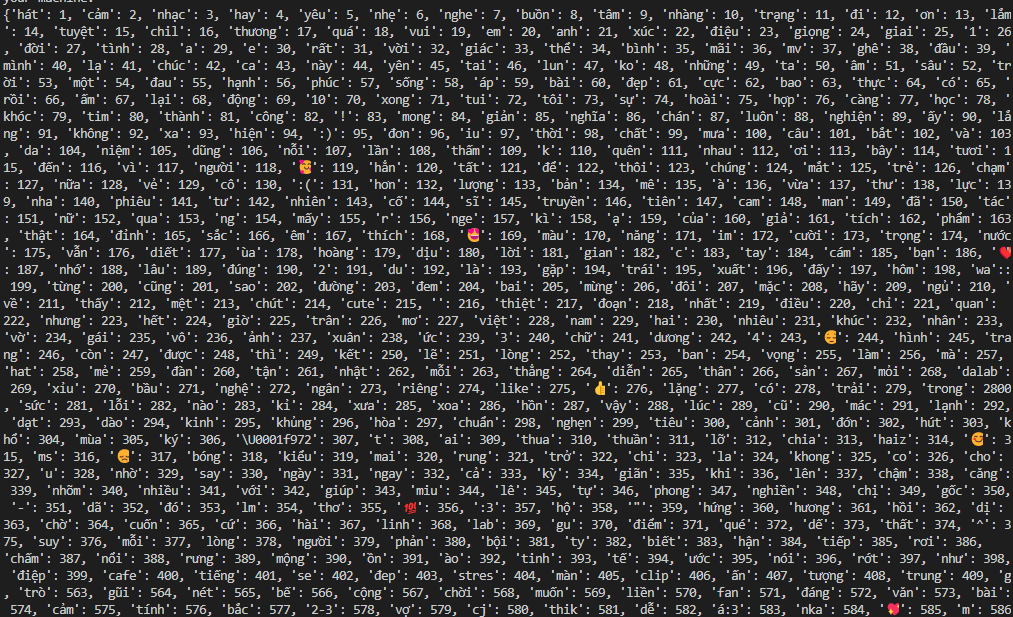 your machine.
{'hát': 1, 'cảm': 2, 'nhạc': 3, 'hay': 4, 'yêu': 5, 'nhẹ': 6, 'nghe': 7, 'buồn': 8, 'tâm': 9, 'nhàng': 10, 'trạng': 11, 'đi': 12, 'ơn': 13, 'lắm
': 14, 'tuyệt': 15, 'chil': 16, 'thương': 17, 'quá': 18, 'vui': 19, 'em': 20, 'anh': 21, 'xúc': 22, 'điệu': 23, 'giọng': 24, 'giai': 25, '1': 26
, 'đời': 27, 'tình': 28, 'a': 29, 'e': 30, 'rất': 31, 'vời': 32, 'giác': 33, 'thể': 34, 'bình': 35, 'mãi': 36, 'mv': 37, 'ghê': 38, 'đầu': 39, '
mình': 40, 'lạ': 41, 'chúc': 42, 'ca': 43, 'này': 44, 'yên': 45, 'tai': 46, 'lun': 47, 'ko': 48, 'những': 49, 'ta': 50, 'âm': 51, 'sâu': 52, 'tr
ời': 53, 'một': 54, 'đau': 55, 'hạnh': 56, 'phúc': 57, 'sống': 58, 'áp': 59, 'bài': 60, 'đẹp': 61, 'cực': 62, 'bao': 63, 'thực': 64, 'có': 65, '
rồi': 66, 'ấm': 67, 'lại': 68, 'động': 69, '10': 70, 'xong': 71, 'tui': 72, 'tôi': 73, 'sự': 74, 'hoài': 75, 'hợp': 76, 'càng': 77, 'học': 78, '
khóc': 79, 'tim': 80, 'thành': 81, 'công': 82, '!': 83, 'mong': 84, 'giản': 85, 'nghĩa': 86, 'chán': 87, 'luôn': 88, 'nghiện': 89, 'ấy': 90, 'lắ
ng': 91, 'không': 92, 'xa': 93, 'hiện': 94, ':)': 95, 'đơn': 96, 'iu': 97, 'thời': 98, 'chất': 99, 'mưa': 100, 'câu': 101, 'bắt': 102, 'và': 103
, 'da': 104, 'niệm': 105, 'dũng': 106, 'nỗi': 107, 'lần': 108, 'thấm': 109, 'k': 110, 'quên': 111, 'nhau': 112, 'ơi': 113, 'bây': 114, 'tươi': 1
15, 'đến': 116, 'vì': 117, 'người': 118, '🥰': 119, 'hẳn': 120, 'tất': 121, 'để': 122, 'thôi': 123, 'chúng': 124, 'mắt': 125, 'trẻ': 126, 'chạm'
: 127, 'nữa': 128, 'vẻ': 129, 'cô': 130, ':(': 131, 'hơn': 132, 'lượng': 133, 'bản': 134, 'mê': 135, 'à': 136, 'vừa': 137, 'thư': 138, 'lực': 13
9, 'nha': 140, 'phiêu': 141, 'tư': 142, 'nhiên': 143, 'cố': 144, 'sĩ': 145, 'truyền': 146, 'tiên': 147, 'cam': 148, 'man': 149, 'đã': 150, 'tác'
: 151, 'nữ': 152, 'qua': 153, 'ng': 154, 'mấy': 155, 'r': 156, 'nge': 157, 'kì': 158, 'ạ': 159, 'của': 160, 'giả': 161, 'tích': 162, 'phẩm': 163
, 'thật': 164, 'đỉnh': 165, 'sắc': 166, 'êm': 167, 'thích': 168, '😍': 169, 'màu': 170, 'năng': 171, 'im': 172, 'cười': 173, 'trọng': 174, 'nước
': 175, 'vẫn': 176, 'diết': 177, 'ùa': 178, 'hoàng': 179, 'dịu': 180, 'lời': 181, 'gian': 182, 'c': 183, 'tay': 184, 'cám': 185, 'bạn': 186, '❤
': 187, 'nhớ': 188, 'lâu': 189, 'đúng': 190, '2': 191, 'du': 192, 'là': 193, 'gặp': 194, 'trái': 195, 'xuất': 196, 'đấy': 197, 'hôm': 198, 'wa':
: 199, 'từng': 200, 'cũng': 201, 'sao': 202, 'đường': 203, 'đem': 204, 'bai': 205, 'mừng': 206, 'đôi': 207, 'mặc': 208, 'hãy': 209, 'ngủ': 210, '
về': 211, 'thấy': 212, 'mệt': 213, 'chút': 214, 'cute': 215, '': 216, 'thiệt': 217, 'đoạn': 218, 'nhất': 219, 'điều': 220, 'chỉ': 221, 'quan':
222, 'nhưng': 223, 'hết': 224, 'giờ': 225, 'trân': 226, 'mơ': 227, 'việt': 228, 'nam': 229, 'hai': 230, 'nhiêu': 231, 'khúc': 232, 'nhân': 233,
'vỡ': 234, 'gái': 235, 'vô': 236, 'ảnh': 237, 'xuân': 238, 'ức': 239, '3': 240, 'chữ': 241, 'dương': 242, '4': 243, '🥲': 244, 'hình': 245, 'tra
ng': 246, 'còn': 247, 'được': 248, 'thì': 249, 'kết': 250, 'lẽ': 251, 'lòng': 252, 'thay': 253, 'ban': 254, 'vọng': 255, 'làm': 256, 'mà': 257, '
hat': 258, 'mẻ': 259, 'đàn': 260, 'tận': 261, 'nhật': 262, 'mỗi': 263, 'thẳng': 264, 'diễn': 265, 'thân': 266, 'sản': 267, 'mỏi': 268, 'dalab':
269, 'xỉu': 270, 'bầu': 271, 'nghệ': 272, 'ngân': 273, 'riêng': 274, 'like': 275, '👍': 276, 'lặng': 277, 'có': 278, 'trải': 279, 'trong': 2800
, 'sức': 281, 'lỗi': 282, 'nào': 283, 'kỉ': 284, 'xưa': 285, 'xoa': 286, 'hồn': 287, 'vậy': 288, 'lúc': 289, 'cũ': 290, 'mác': 291, 'lạnh': 292,
'dạt': 293, 'dào': 294, 'kinh': 295, 'khủng': 296, 'hòa': 297, 'chuẩn': 298, 'nghẹn': 299, 'tiêu': 300, 'cảnh': 301, 'đón': 302, 'hút': 303, 'k
hổ': 304, 'mùa': 305, 'ký': 306, '\U0001f972': 307, 't': 308, 'ai': 309, 'thua': 310, 'thuần': 311, 'lỡ': 312, 'chia': 313, 'haiz': 314, '😊': 3
15, 'ms': 316, '😔': 317, 'bóng': 318, 'kiểu': 319, 'mai': 320, 'rung': 321, 'trở': 322, 'chi': 323, 'la': 324, 'khong': 325, 'co': 326, 'cho':
327, 'u': 328, 'nhờ': 329, 'say': 330, 'ngày': 331, 'ngay': 332, 'cả': 333, 'kỳ': 334, 'giãn': 335, 'khi': 336, 'lên': 337, 'chậm': 338, 'căng':
339, 'nhõm': 340, 'nhiều': 341, 'với': 342, 'giúp': 343, 'miu': 344, 'lê': 345, 'tự': 346, 'phong': 347, 'nghiền': 348, 'chị': 349, 'gốc': 350,
'-': 351, 'dã': 352, 'đó': 353, 'lm': 354, 'thơ': 355, '💯': 356, ':3': 357, 'hộ': 358, '"': 359, 'hứng': 360, 'hương': 361, 'hồi': 362, 'dị':
363, 'chờ': 364, 'cuốn': 365, 'cứ': 366, 'hài': 367, 'linh': 368, 'lab': 369, 'gu': 370, 'điểm': 371, 'qué': 372, 'dế': 373, 'thất': 374, '^': 3
75, 'suy': 376, 'mỗi': 377, 'lòng': 378, 'người': 379, 'phản': 380, 'bội': 381, 'ty': 382, 'biết': 383, 'hận': 384, 'tiếp': 385, 'rơi': 386,
'chấm': 387, 'nổi': 388, 'rưng': 389, 'mộng': 390, 'ồn': 391, 'ào': 392, 'tinh': 393, 'tế': 394, 'ước': 395, 'nói': 396, 'rớt': 397, 'như': 398,
'điệp': 399, 'cafe': 400, 'tiếng': 401, 'se': 402, 'đep': 403, 'stres': 404, 'màn': 405, 'clip': 406, 'ấn': 407, 'tượng': 408, 'trung': 409, 'g
, 'trò': 563, 'gũi': 564, 'nét': 565, 'bế': 566, 'cộng': 567, 'chời': 568, 'muốn': 569, 'liền': 570, 'fan': 571, 'đáng': 572, 'văn': 573, 'bài':
574, 'cảm': 575, 'tính': 576, 'bắc': 577, '2-3': 578, 'vợ': 579, 'cj': 580, 'thik': 581, 'dễ': 582, 'á:3': 583, 'nka': 584, '💖': 585, 'm': 586